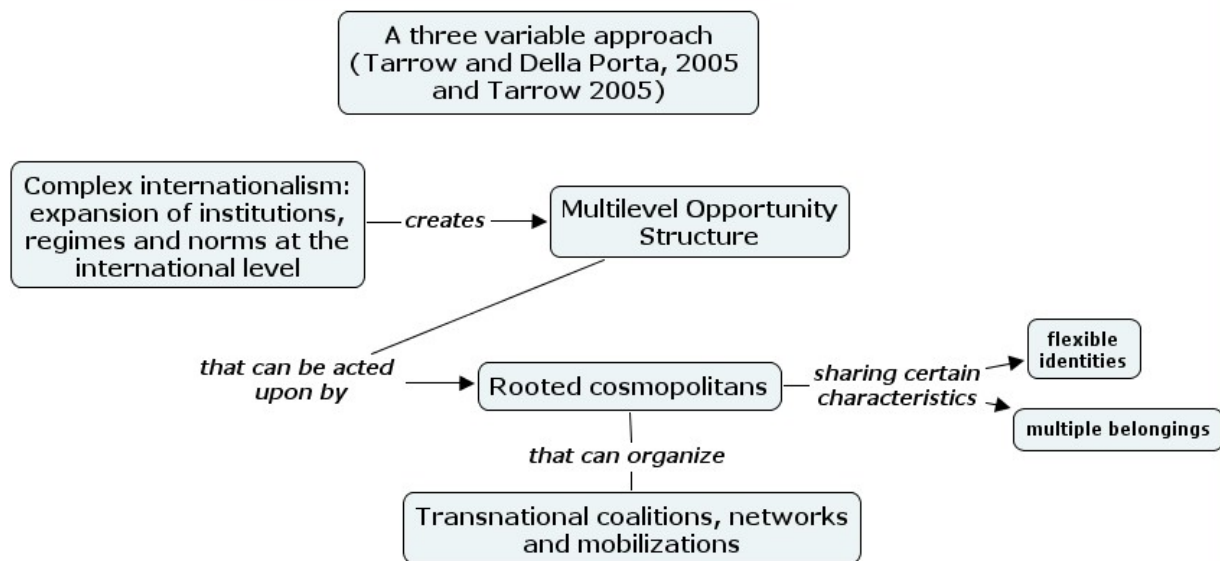 A three variable approach
(Tarrow and Della Porta, 2005
and Tarrow 2005)
Complex internationalism:
expansion of institutions,
regimes and norms at the
international level
creates
Multilevel Opportunity
Structure
that can be acted
upon by
Rooted cosmopolitans
sharing certain
characteristics
flexible
identities
multiple belongings
that can organize
Transnational coalitions, networks
and mobilizations